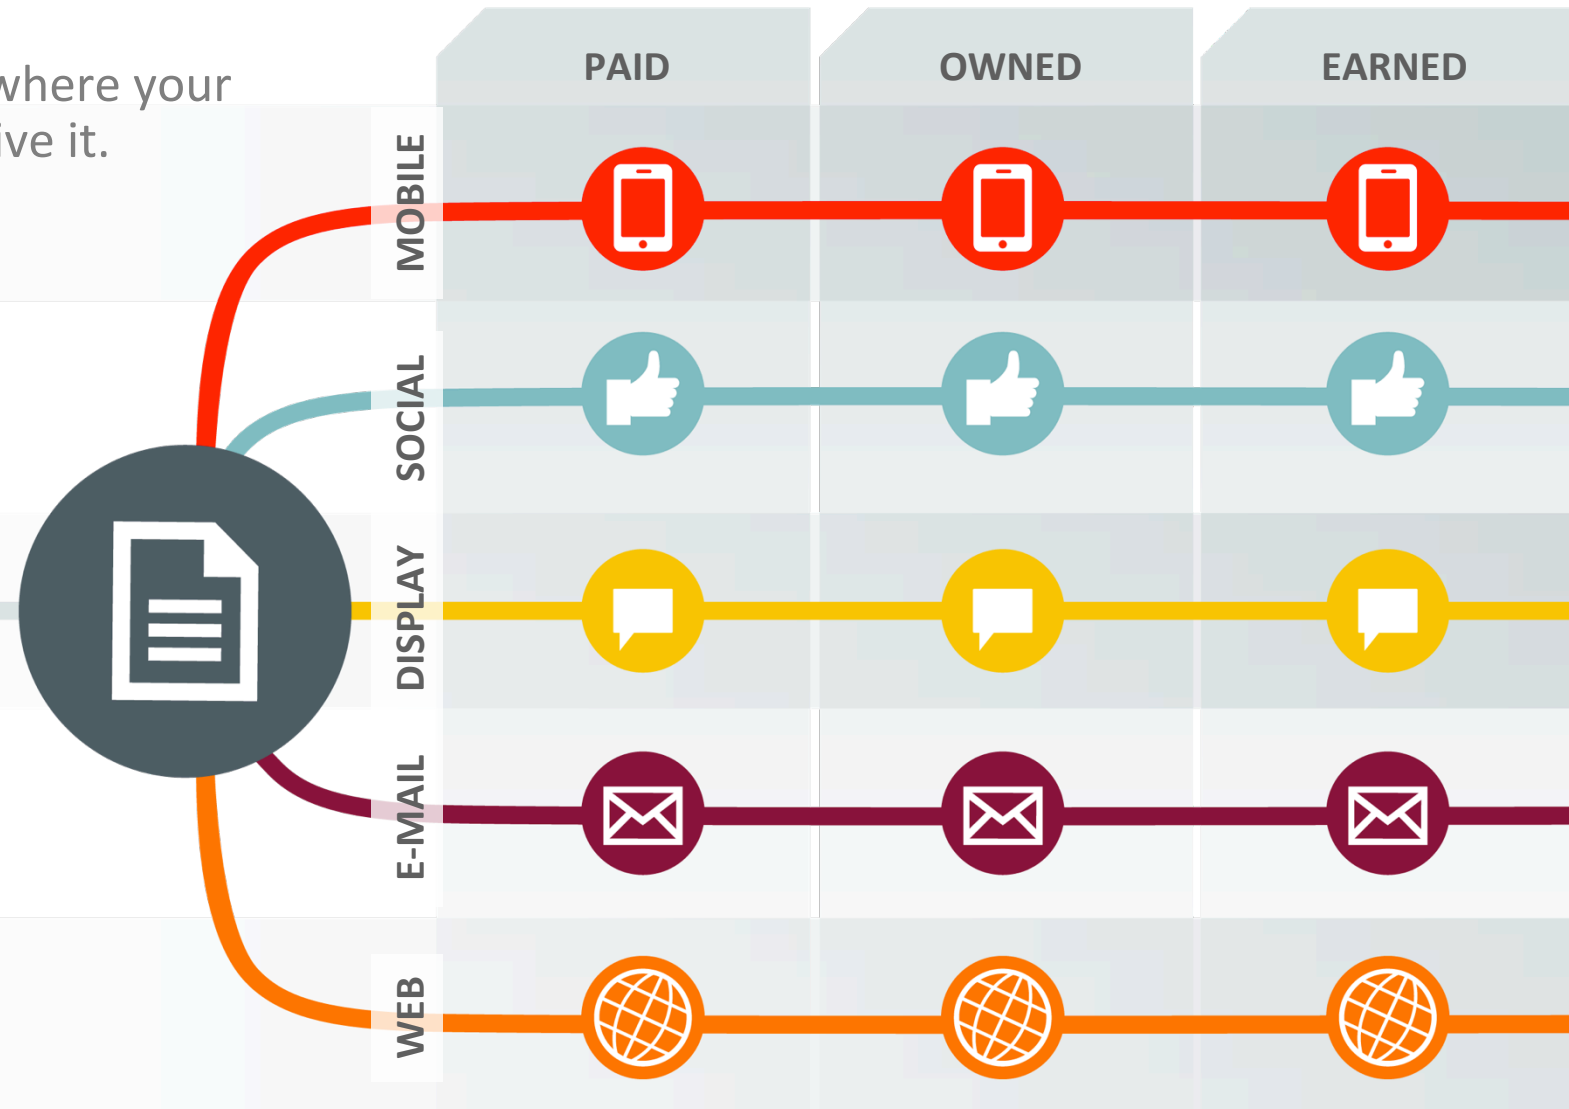 where your
ive it.
PAID
OWNED
EARNED
MOBILE
SOCIAL
DISPLAY
E-MAIL
WEB